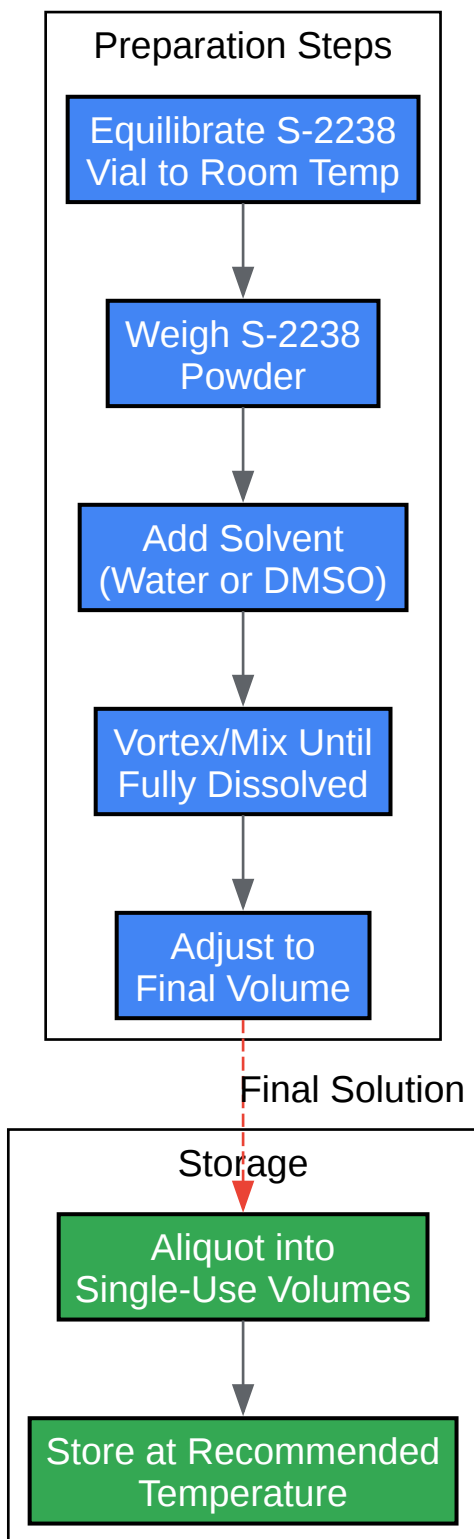 Preparation Steps
Equilibrate S-2238
Vial to Room Temp
Weigh S-2238
Powder
Add Solvent
(Water or DMSO)
Vortex/Mix Until
Fully Dissolved
Adjust to
Final Volume
Final Solution
Storage
Aliquot into
Single-Use Volumes
Store at Recommended
Temperature